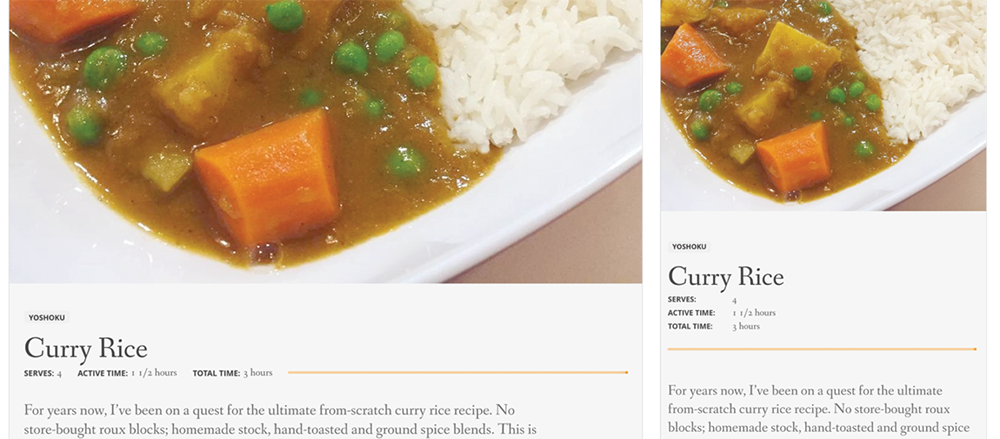 YOSHOKU
Curry Rice
SERVES: 4 ACTIVE TIME: 1 1/2 hours TOTAL TIME: 3 hours
For years now, I've been on a quest for the ultimate from-scratch curry rice recipe. No
store-bought roux blocks; homemade stock, hand-toasted and ground spice blends. This is
YOSHOKU
Curry Rice
SERVES: 4
ACTIVE TIME: 1 1/2 hours
TOTAL TIME: 3 hours
For years now, I've been on a quest for the ultimate
from-scratch curry rice recipe. No store-bought roux
blocks; homemade stock, hand-toasted and ground spice